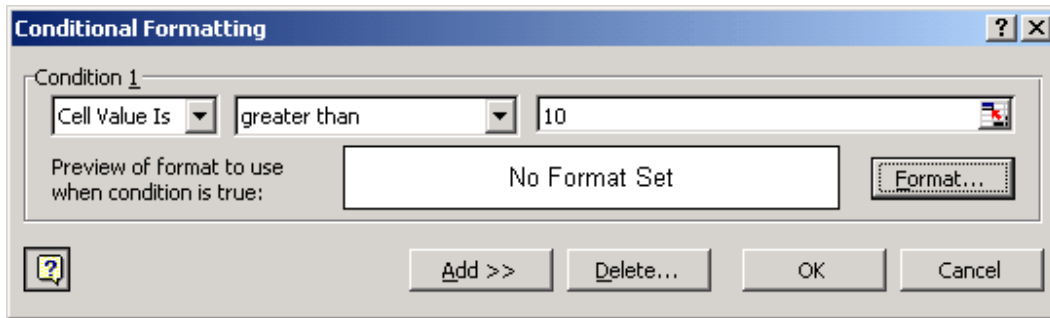 Conditional Formatting
Condition 1
Cell Value Is greater than 10
Preview of format to use
when condition is true:
No Format Set
Format...
Add >> Delete... OK Cancel